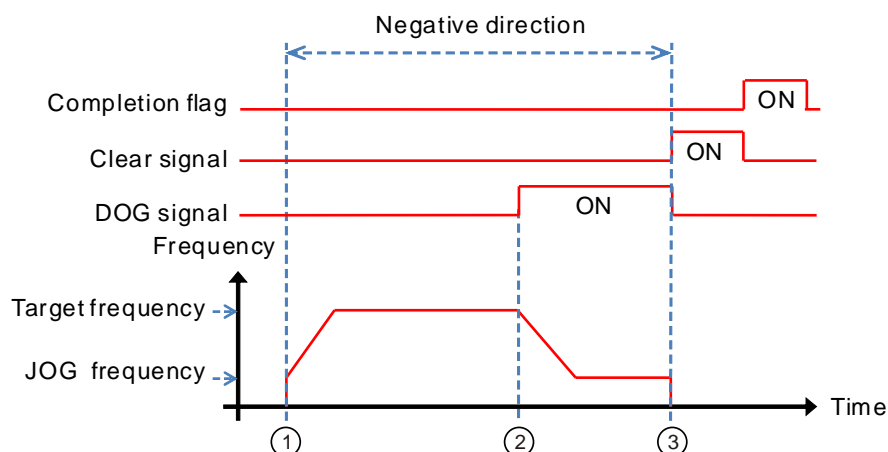 Negative direction
Completion flag
ON
Clear signal
ON
DOG signal
ON
Frequency
Target frequency
JOG frequency
Time
1 2 3